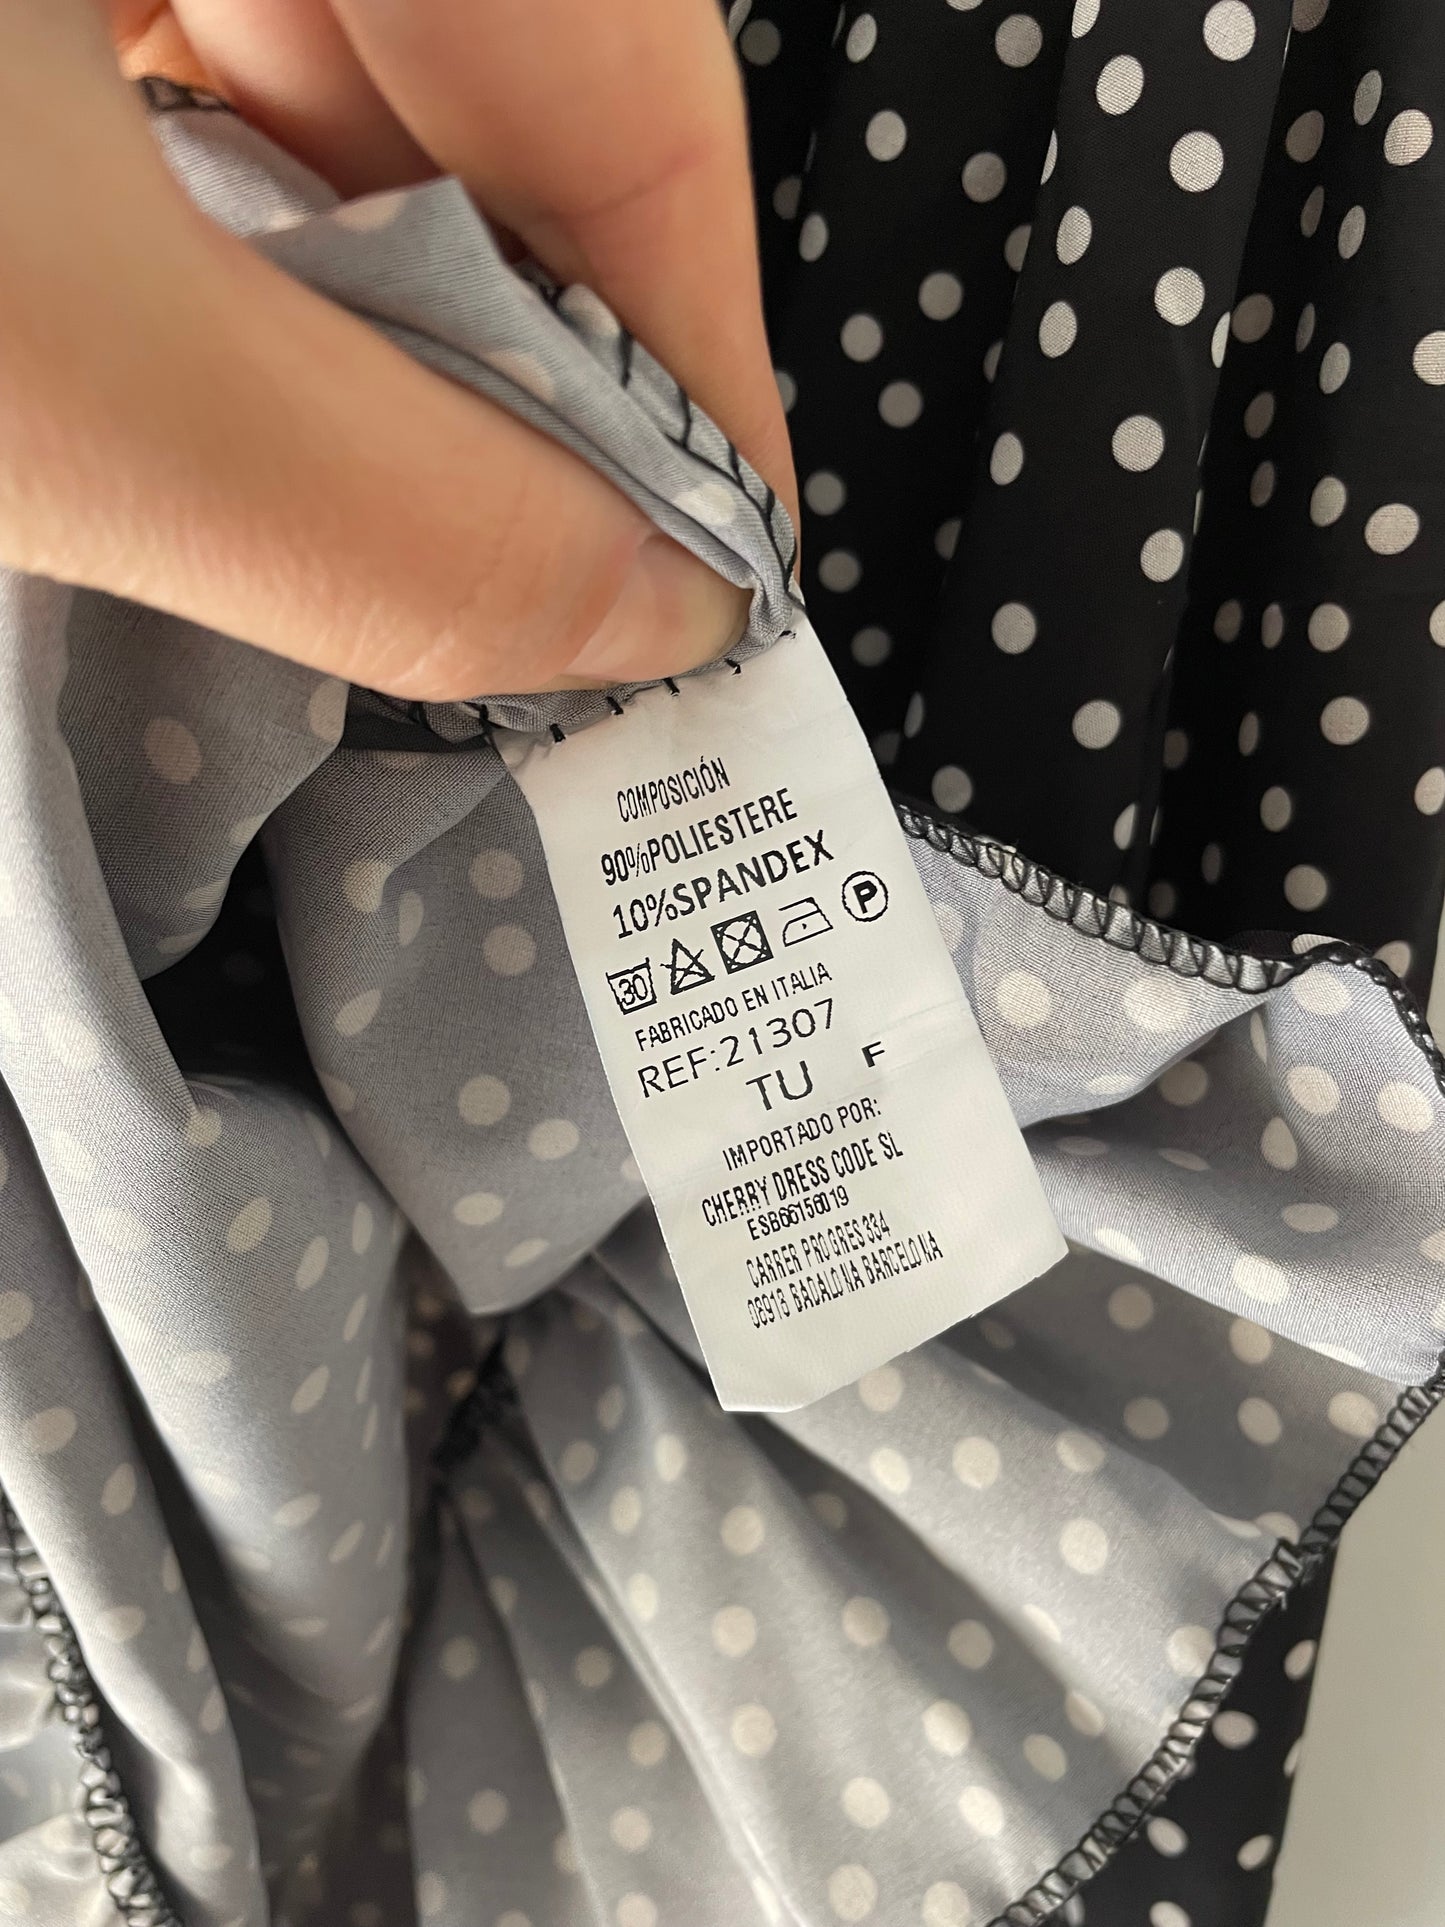 COMPOSICIÓN
90%POLIESTERE
10%SPANDEX
30 P
FABRICADO EN ITALIA
REF:21307
TU F
IMPORTADO POR:
CHERRY DRESS CODE SL
ESB66156019
CARRER PROGRES 334
08918 BADALONA BARCELONA